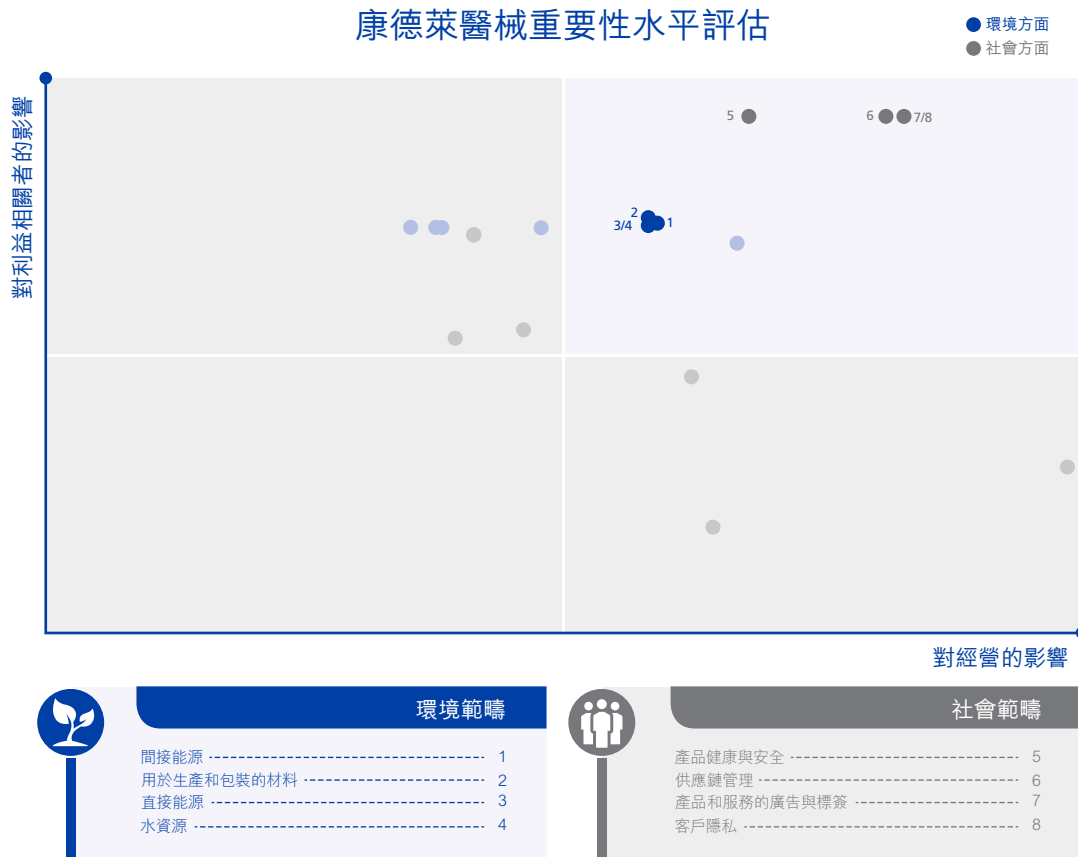 康德萊醫械重要性水平評估
環境方面
社會方面
對利益相關者的影響
5
6
7/8
2
3/4
1
對經營的影響
環境範疇
間接能源 1
用於生產和包裝的材料 2
直接能源 3
水資源 4
社會範疇
產品健康與安全 5
供應鏈管理 6
產品和服務的廣告與標簽 7
客戶隱私 8